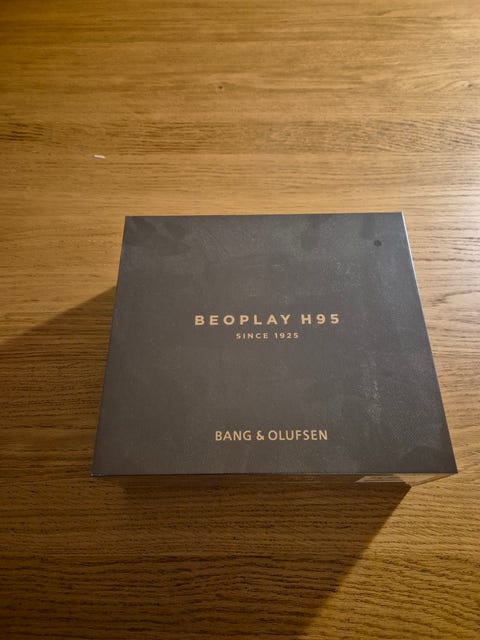 BEOPLAY H95
SINCE 1925
BANG & OLUFSEN